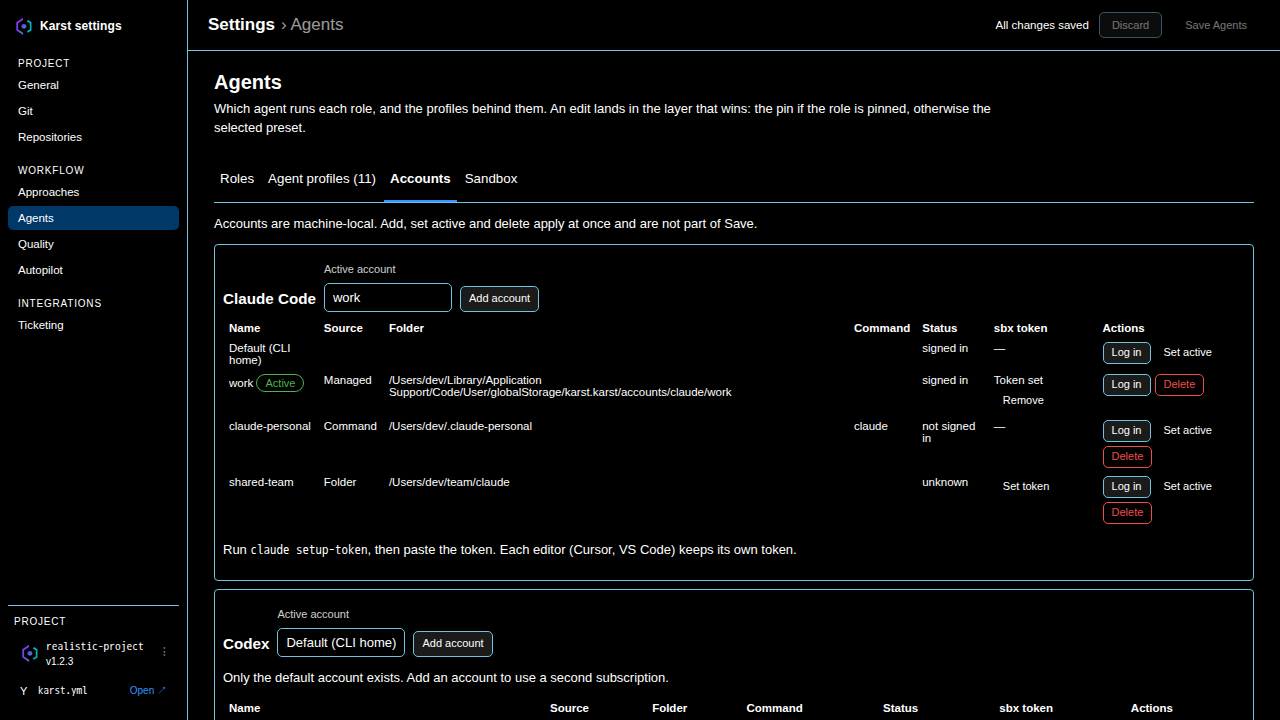 Karst settings
PROJECT
General
Git
Repositories
WORKFLOW
Approaches
Agents
Quality
Autopilot
INTEGRATIONS
Ticketing
PROJECT
realistic-project
v1.2.3
Y karst.yml Open ↗
Settings › Agents
All changes saved Discard Save Agents
Agents
Which agent runs each role, and the profiles behind them. An edit lands in the layer that wins: the pin if the role is pinned, otherwise the
selected preset.
Roles Agent profiles (11) Accounts Sandbox
Accounts are machine-local. Add, set active and delete apply at once and are not part of Save.
Active account
Claude Code work Add account
Name Source Folder Command Status sbx token Actions
Default (CLI
home) signed in — Log in Set active
work Active Managed /Users/dev/Library/Application
Support/Code/User/globalStorage/karst.karst/accounts/claude/work signed in Token set Log in Delete
Remove
claude-personal Command /Users/dev/.claude-personal claude not signed
in — Log in Set active
Delete
shared-team Folder /Users/dev/team/claude unknown Set token Log in Set active
Delete
Run claude setup-token, then paste the token. Each editor (Cursor, VS Code) keeps its own token.
Active account
Codex Default (CLI home) Add account
Only the default account exists. Add an account to use a second subscription.
Name Source Folder Command Status sbx token Actions